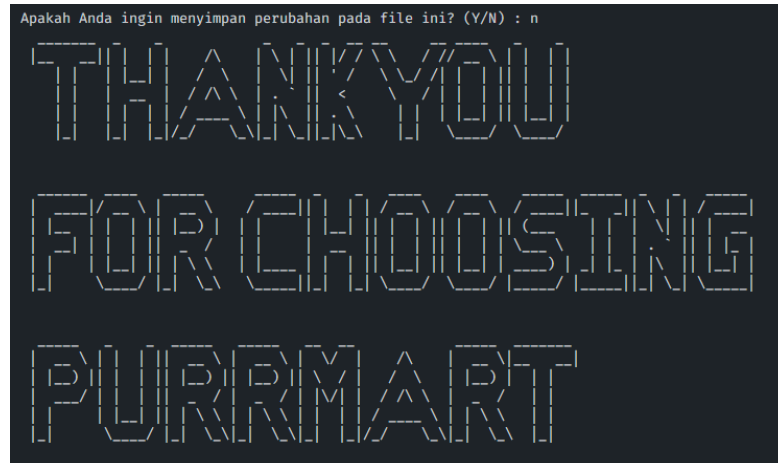 Apakah Anda ingin menyimpan perubahan pada file ini? (Y/N) : n
THANKYOU
FOR CHOOSING
PURRMART